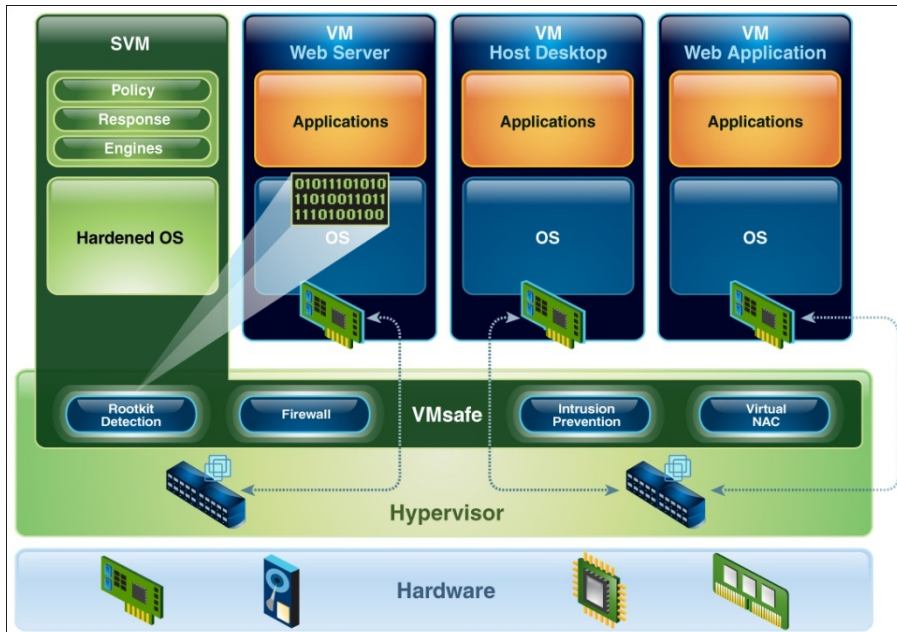 SVM
Policy
Response
Engines
Hardened OS
VM
Web Server
Applications
01011101010
11010011011
1110100100
OS
VM
Host Desktop
Applications
OS
VM
Web Application
Applications
OS
Rootkit
Detection
Firewall
VMsafe
Intrusion
Prevention
Virtual
NAC
Hypervisor
Hardware